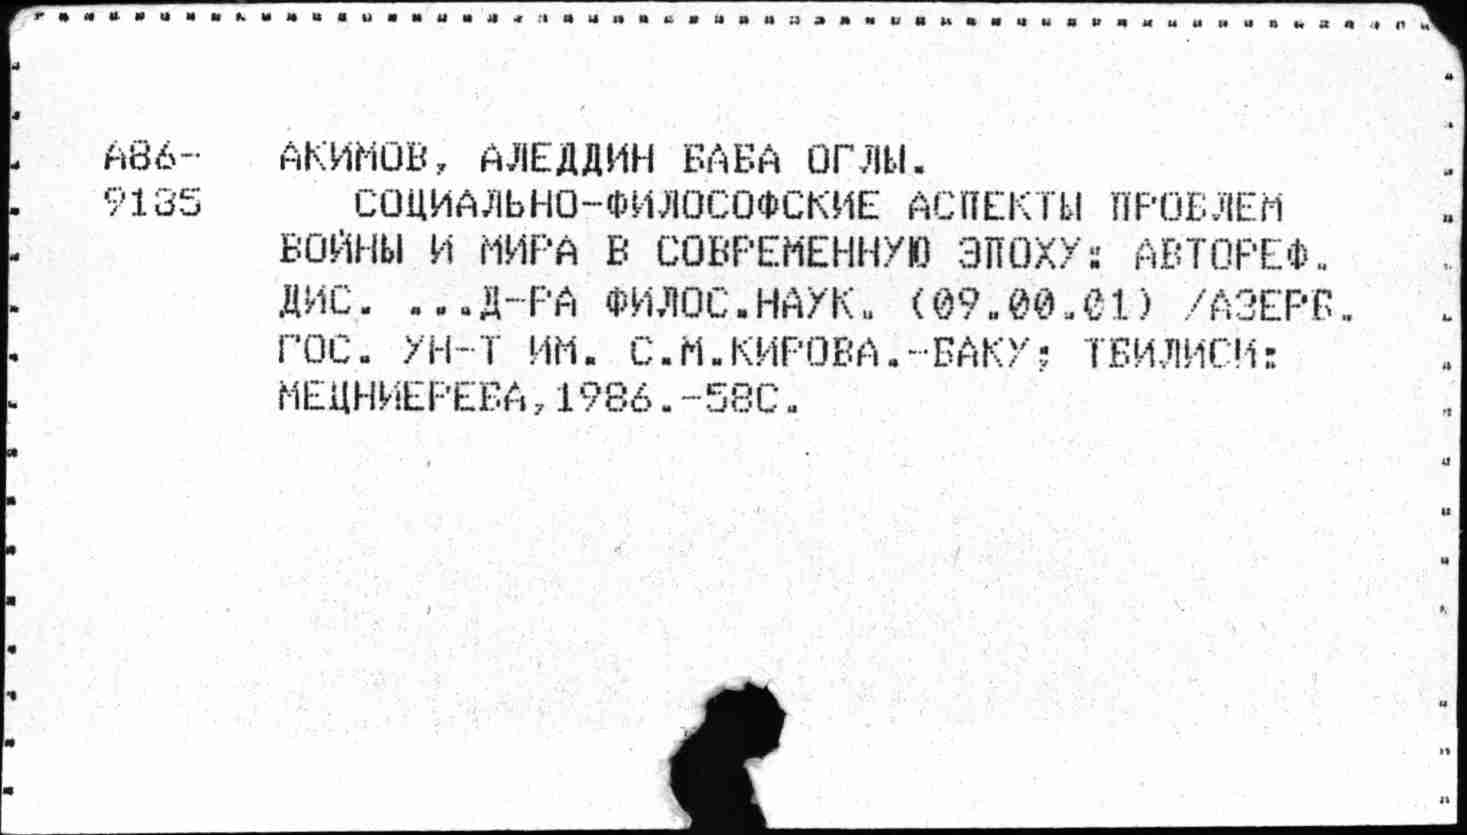 А86- АКИМОВ, АЛЕДДИН БАБА ОГЛЫ.
9135 СОЦИАЛЬНО-ФИЛОСОФСКИЕ АСПЕКТЫ ПРОБЛЕМ
ВОЙНЫ И МИРА В СОВРЕМЕННУЮ ЭПОХУ: АВТОРЕФ.
ДИС. ...Д-РА ФИЛОС.НАУК. (09.00.01) /АЗЕРБ.
ГОС. УН-Т ИМ. С.М.КИРОВА.-БАКУ; ТБИЛИСИ:
МЕЦНИЕРЕБА,1986.-58С.